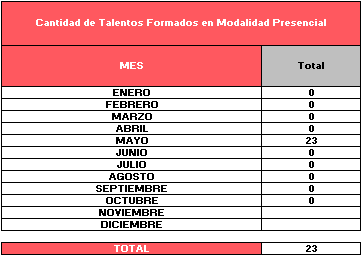 Cantidad de Talentos Formados en Modalidad Presencial
MES Total
ENERO 0
FEBRERO 0
MARZO 0
ABRIL 0
MAYO 23
JUNIO 0
JULIO 0
AGOSTO 0
SEPTIEMBRE 0
OCTUBRE 0
NOVIEMBRE
DICIEMBRE
TOTAL 23